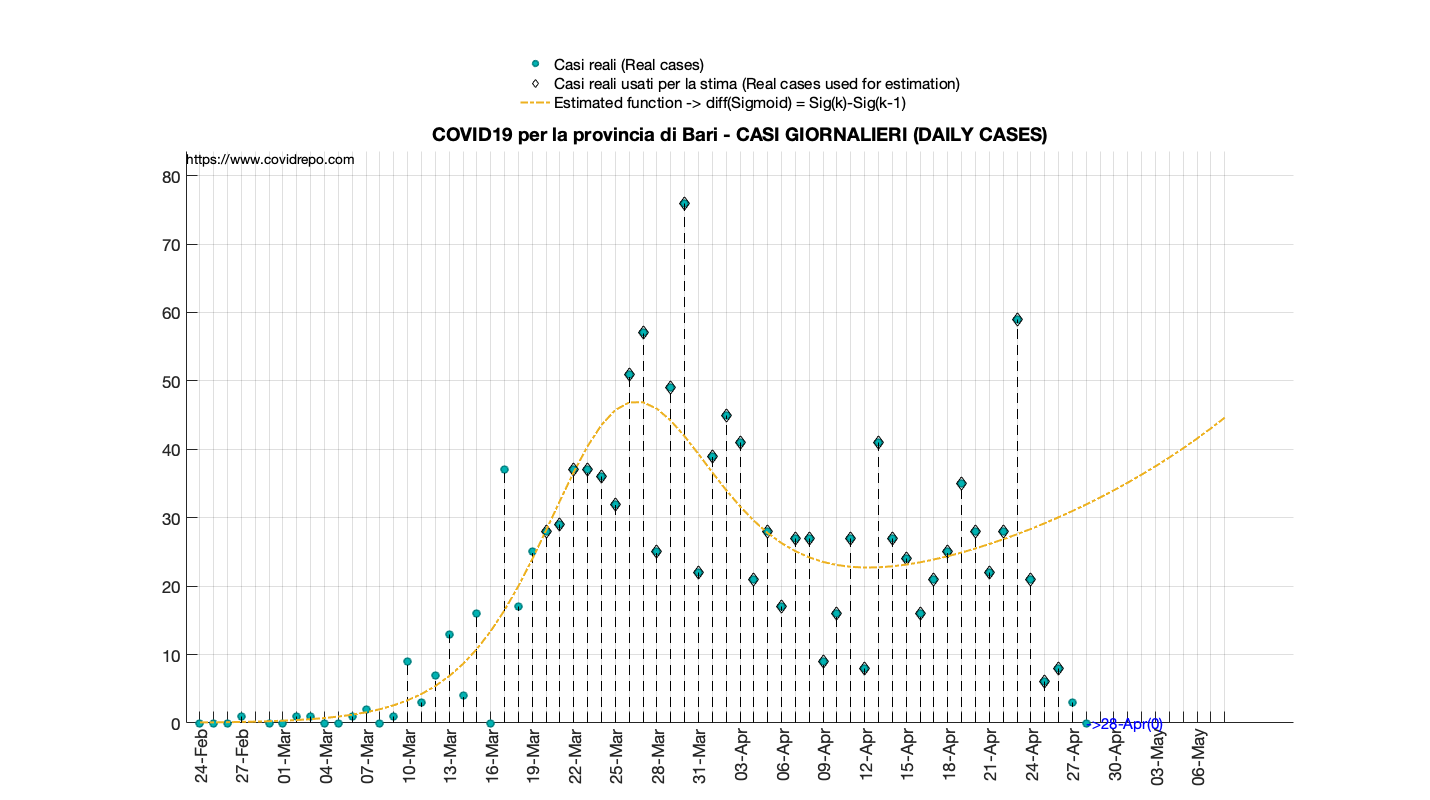 Casi reali (Real cases)
Casi reali usati per la stima (Real cases used for estimation)
Estimated function -> diff(Sigmoid) = Sig(k)-Sig(k-1)
COVID19 per la provincia di Bari - CASI GIORNALIERI (DAILY CASES)
https://www.covidrepo.com
80
70
60
50
40
30
20
10
0
->28-Apr(0)
24-Feb
27-Feb
01-Mar
04-Mar
07-Mar
10-Mar
13-Mar
16-Mar
19-Mar
22-Mar
25-Mar
28-Mar
31-Mar
03-Apr
06-Apr
09-Apr
12-Apr
15-Apr
18-Apr
21-Apr
24-Apr
27-Apr
30-Apr
03-May
06-May